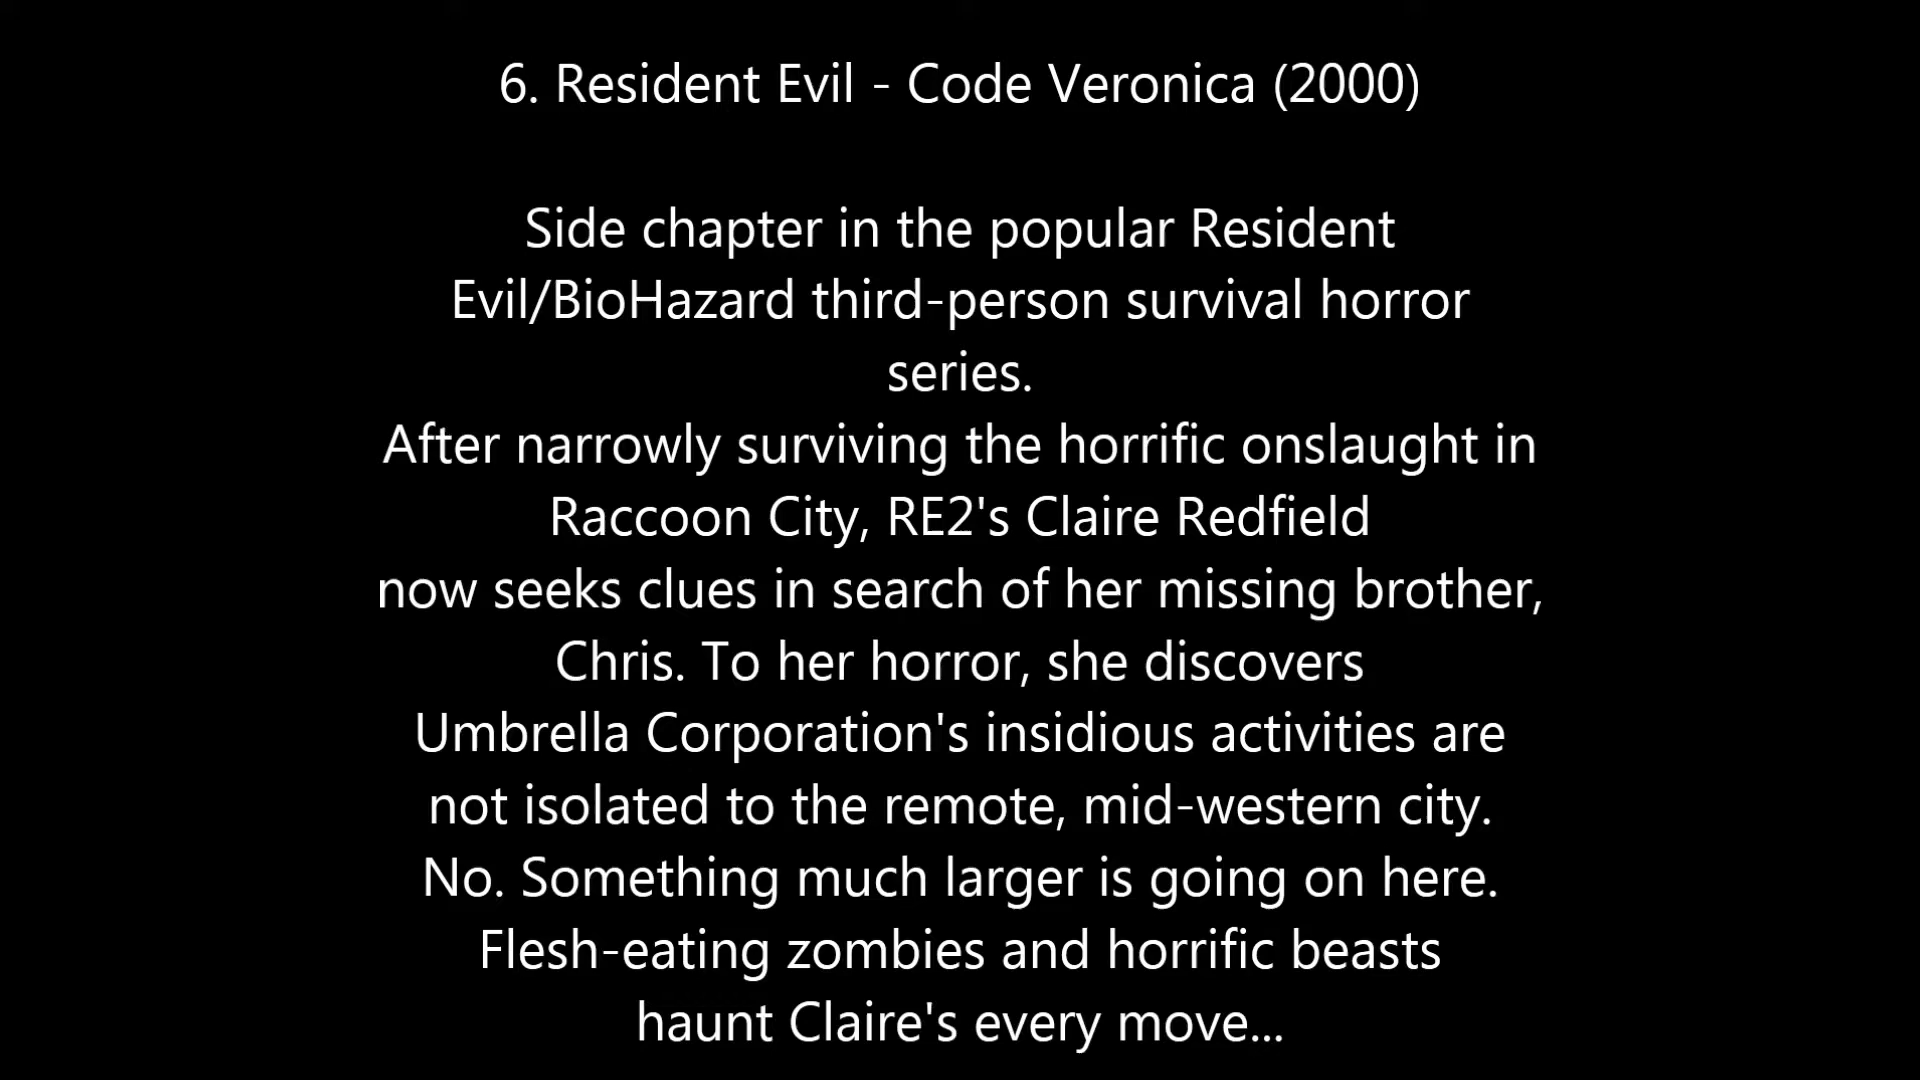 6. Resident Evil - Code Veronica (2000)
Side chapter in the popular Resident
Evil/BioHazard third-person survival horror
series.
After narrowly surviving the horrific onslaught in
Raccoon City, RE2's Claire Redfield
now seeks clues in search of her missing brother,
Chris. To her horror, she discovers
Umbrella Corporation's insidious activities are
not isolated to the remote, mid-western city.
No. Something much larger is going on here.
Flesh-eating zombies and horrific beasts
haunt Claire's every move...